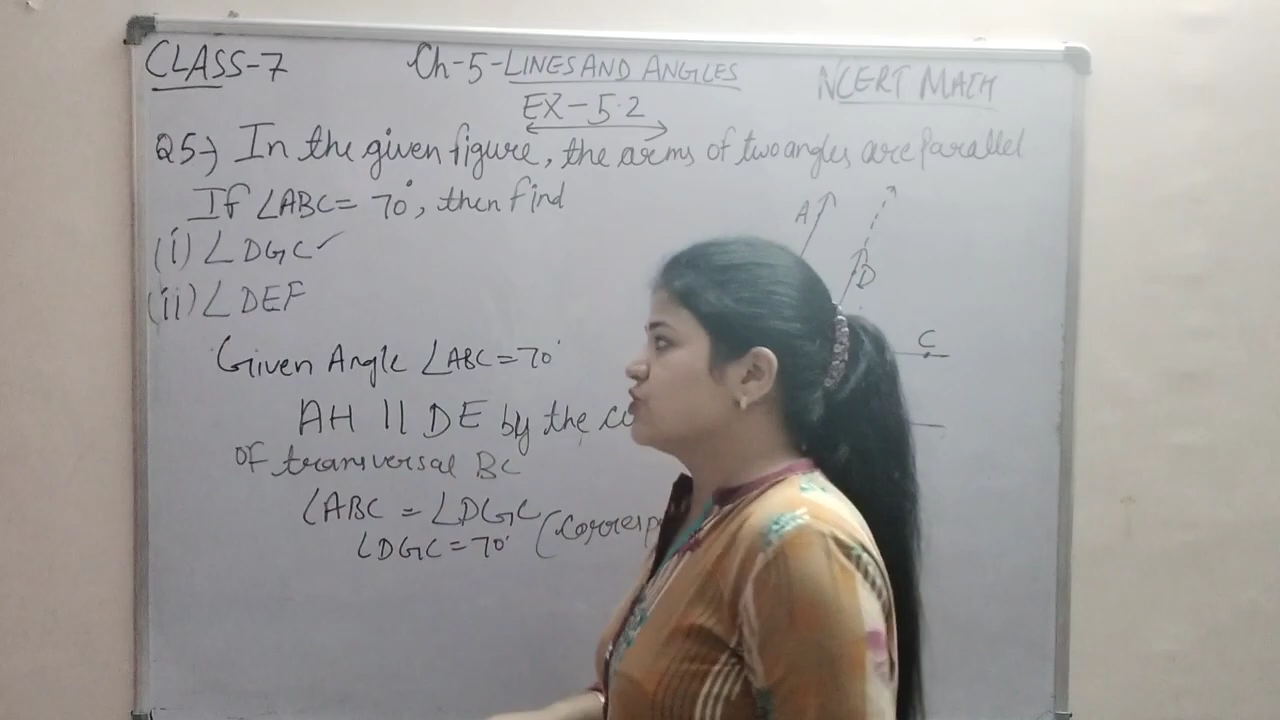 CLASS-7
Ch-5-LINES AND ANGLES
NCERT MATH
EX-5.2
Q5→ In the given figure, the arms of two angles are parallel
If ∠ABC = 70°, then find
(i) ∠DGC ✓
(ii) ∠DEF
A
D
C
Given Angle ∠ABC = 70°
AH || DE by the
of transversal BC
∠ABC = ∠DGC
∠DGC = 70°